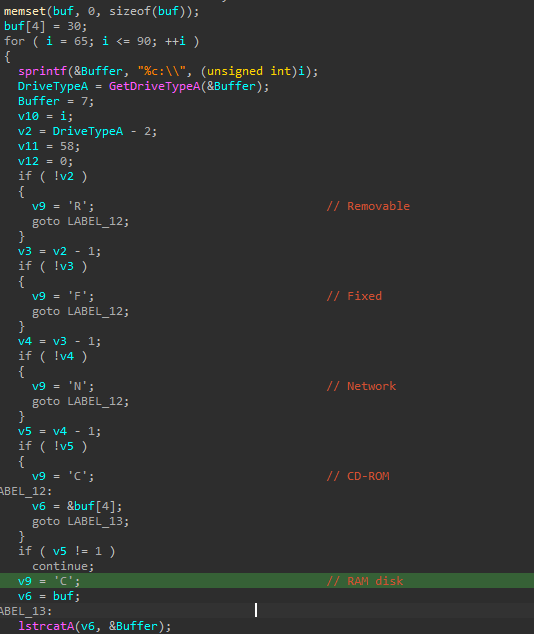 memset(buf, 0, sizeof(buf));
buf[4] = 30;
for ( i = 65; i <= 90; ++i )
{
sprintf(&Buffer, "%c:\\", (unsigned int)i);
DriveTypeA = GetDriveTypeA(&Buffer);
Buffer = 7;
v10 = i;
v2 = DriveTypeA - 2;
v11 = 58;
v12 = 0;
if ( !v2 )
{
v9 = 'R'; // Removable
goto LABEL_12;
}
v3 = v2 - 1;
if ( !v3 )
{
v9 = 'F'; // Fixed
goto LABEL_12;
}
v4 = v3 - 1;
if ( !v4 )
{
v9 = 'N'; // Network
goto LABEL_12;
}
v5 = v4 - 1;
if ( !v5 )
{
v9 = 'C'; // CD-ROM
ABEL_12:
v6 = &buf[4];
goto LABEL_13;
}
if ( v5 != 1 )
continue;
v9 = 'C'; // RAM disk
v6 = buf;
ABEL_13:
lstrcatA(v6, &Buffer);